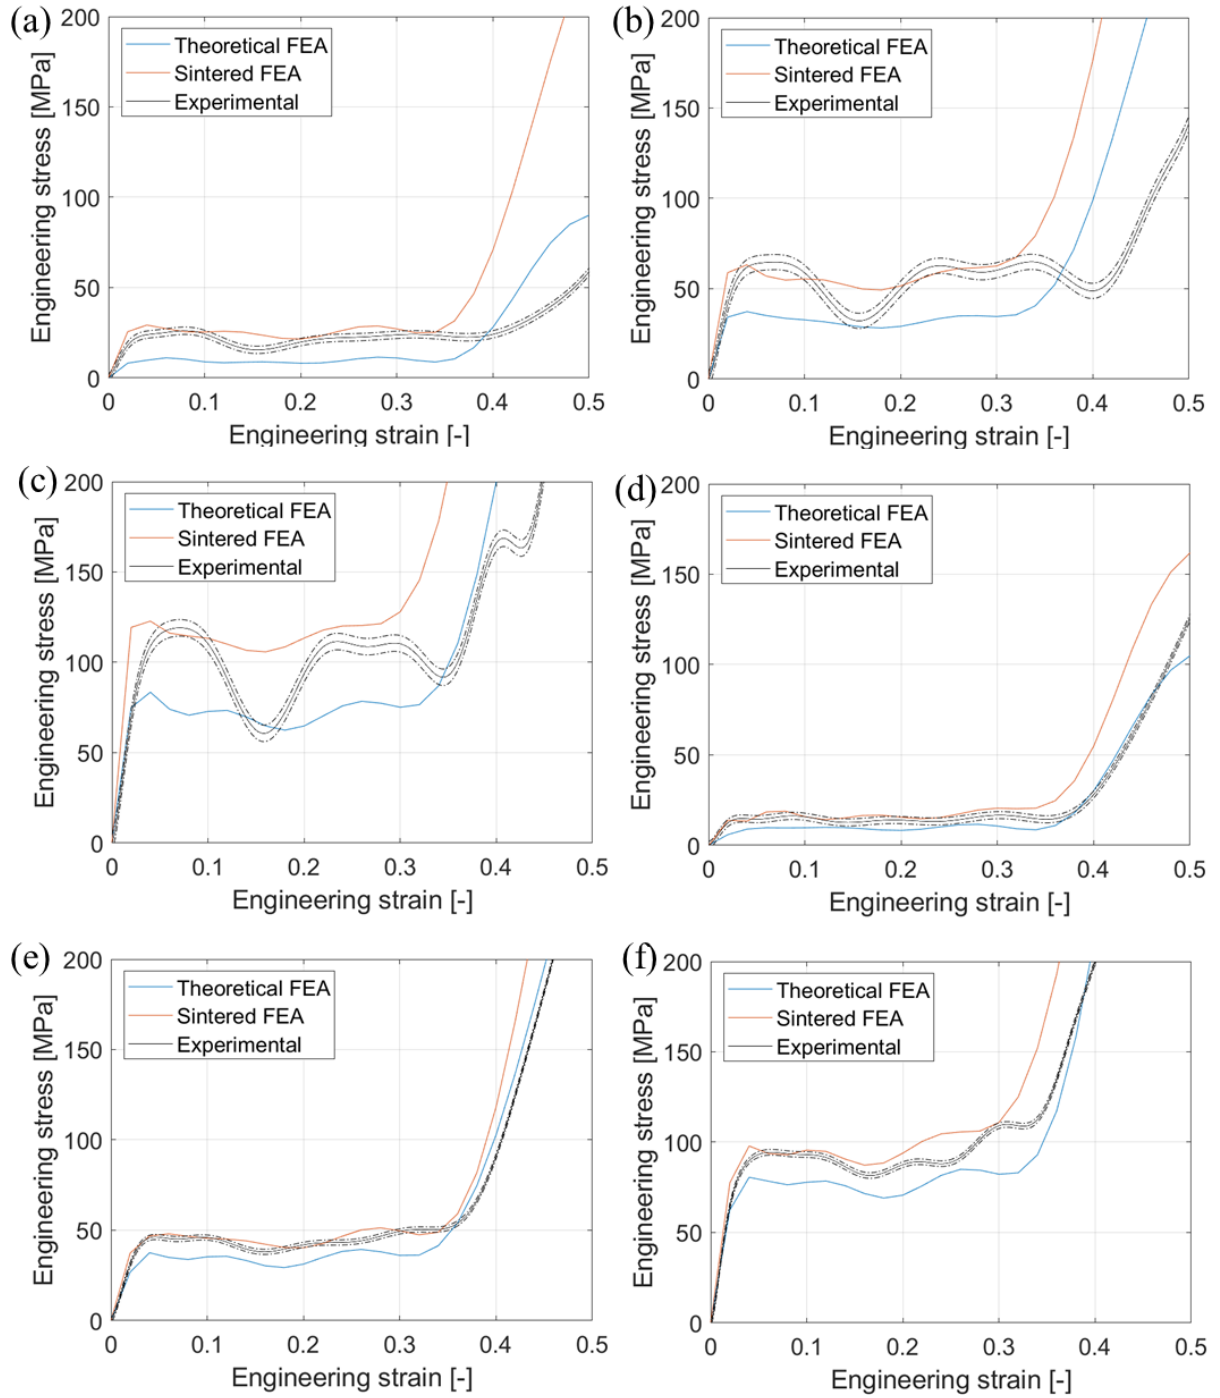 (a)
200
150
100
50
0
Engineering stress [MPa]
Theoretical FEA
Sintered FEA
Experimental
0 0.1 0.2 0.3 0.4 0.5
Engineering strain [-]
(b)
200
150
100
50
0
Engineering stress [MPa]
Theoretical FEA
Sintered FEA
Experimental
0 0.1 0.2 0.3 0.4 0.5
Engineering strain [-]
(c)
200
150
100
50
0
Engineering stress [MPa]
Theoretical FEA
Sintered FEA
Experimental
0 0.1 0.2 0.3 0.4 0.5
Engineering strain [-]
(d)
200
150
100
50
0
Engineering stress [MPa]
Theoretical FEA
Sintered FEA
Experimental
0 0.1 0.2 0.3 0.4 0.5
Engineering strain [-]
(e)
200
150
100
50
0
Engineering stress [MPa]
Theoretical FEA
Sintered FEA
Experimental
0 0.1 0.2 0.3 0.4 0.5
Engineering strain [-]
(f)
200
150
100
50
0
Engineering stress [MPa]
Theoretical FEA
Sintered FEA
Experimental
0 0.1 0.2 0.3 0.4 0.5
Engineering strain [-]